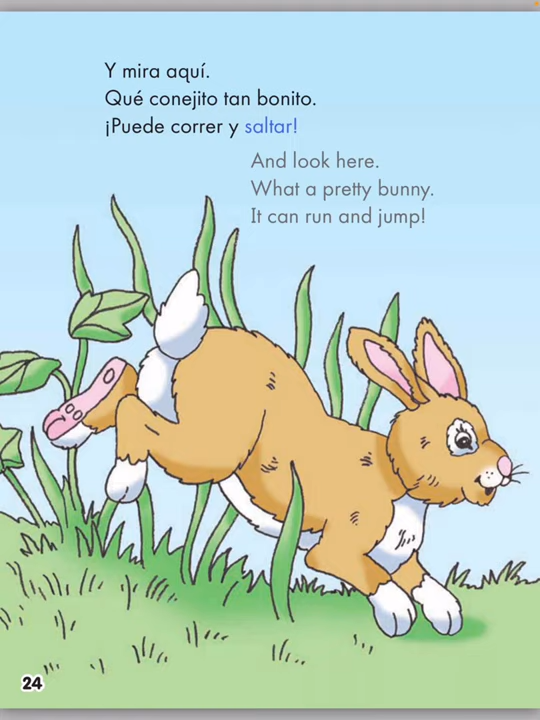 Y mira aquí.
Qué conejito tan bonito.
¡Puede correr y saltar!
And look here.
What a pretty bunny.
It can run and jump!
24